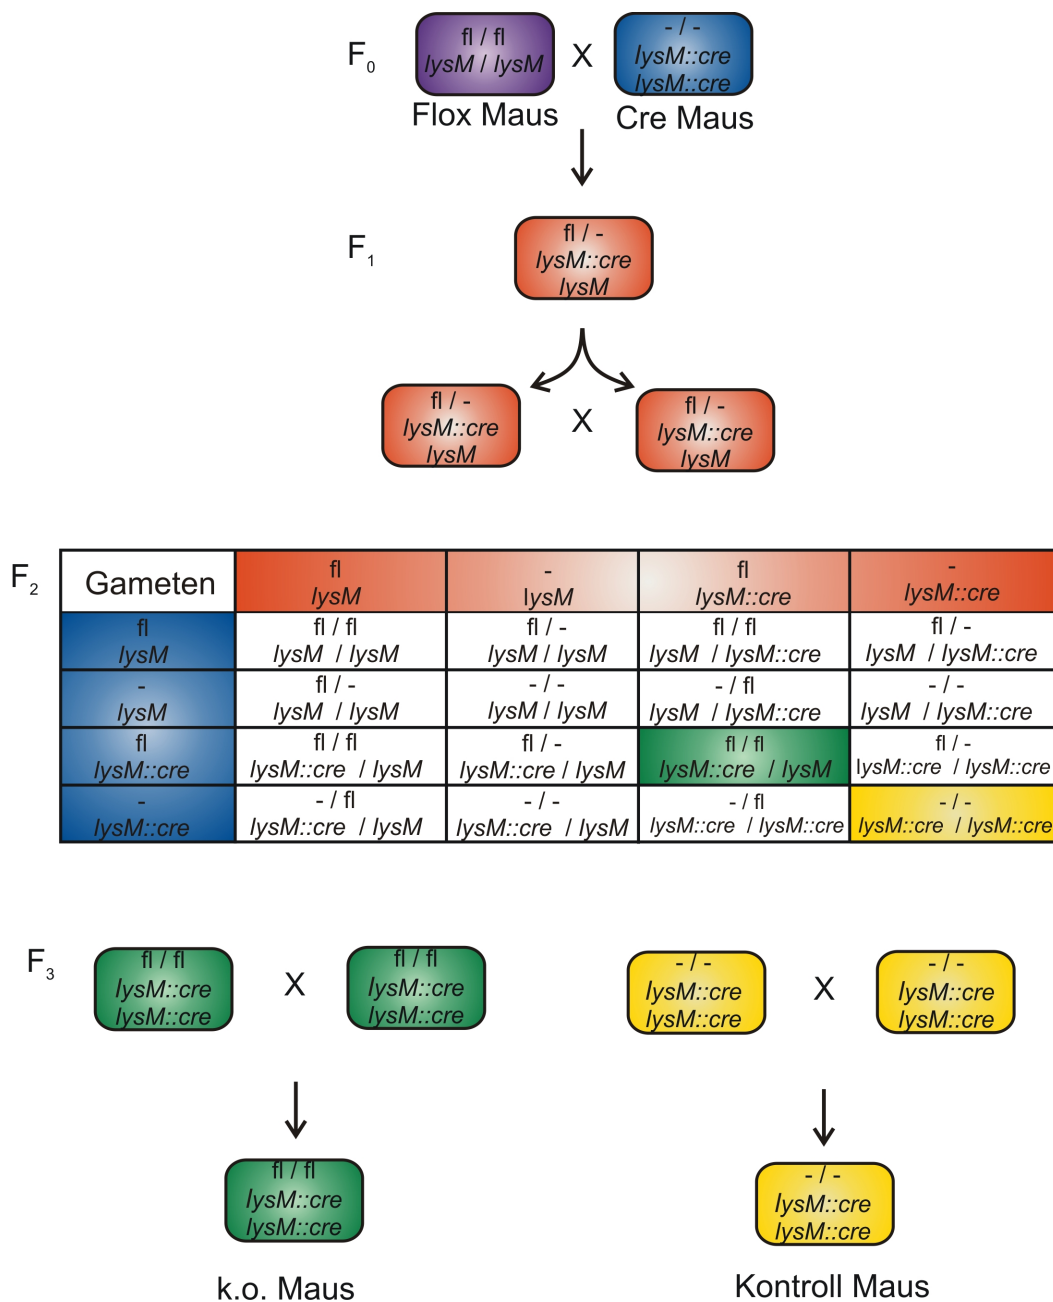 F0
fl / fl
lysM / lysM
X
- / -
lysM::cre
lysM::cre
Flox Maus
Cre Maus
F1
fl / -
lysM::cre
lysM
fl / -
lysM::cre
lysM
X
fl / -
lysM::cre
lysM
F2
Gameten
fl
lysM
-
lysM
fl
lysM::cre
-
lysM::cre
fl
lysM
fl / fl
lysM / lysM
fl / -
lysM / lysM
fl / fl
lysM / lysM::cre
fl / -
lysM / lysM::cre
-
lysM
fl / -
lysM / lysM
- / -
lysM / lysM
- / fl
lysM / lysM::cre
- / -
lysM / lysM::cre
fl
lysM::cre
fl / fl
lysM::cre / lysM
fl / -
lysM::cre / lysM
fl / fl
lysM::cre / lysM
fl / -
lysM::cre / lysM::cre
-
lysM::cre
- / fl
lysM::cre / lysM
- / -
lysM::cre / lysM
- / fl
lysM::cre / lysM::cre
- / -
lysM::cre / lysM::cre
F3
fl / fl
lysM::cre
lysM::cre
X
fl / fl
lysM::cre
lysM::cre
- / -
lysM::cre
lysM::cre
X
- / -
lysM::cre
lysM::cre
fl / fl
lysM::cre
lysM::cre
- / -
lysM::cre
lysM::cre
k.o. Maus
Kontroll Maus